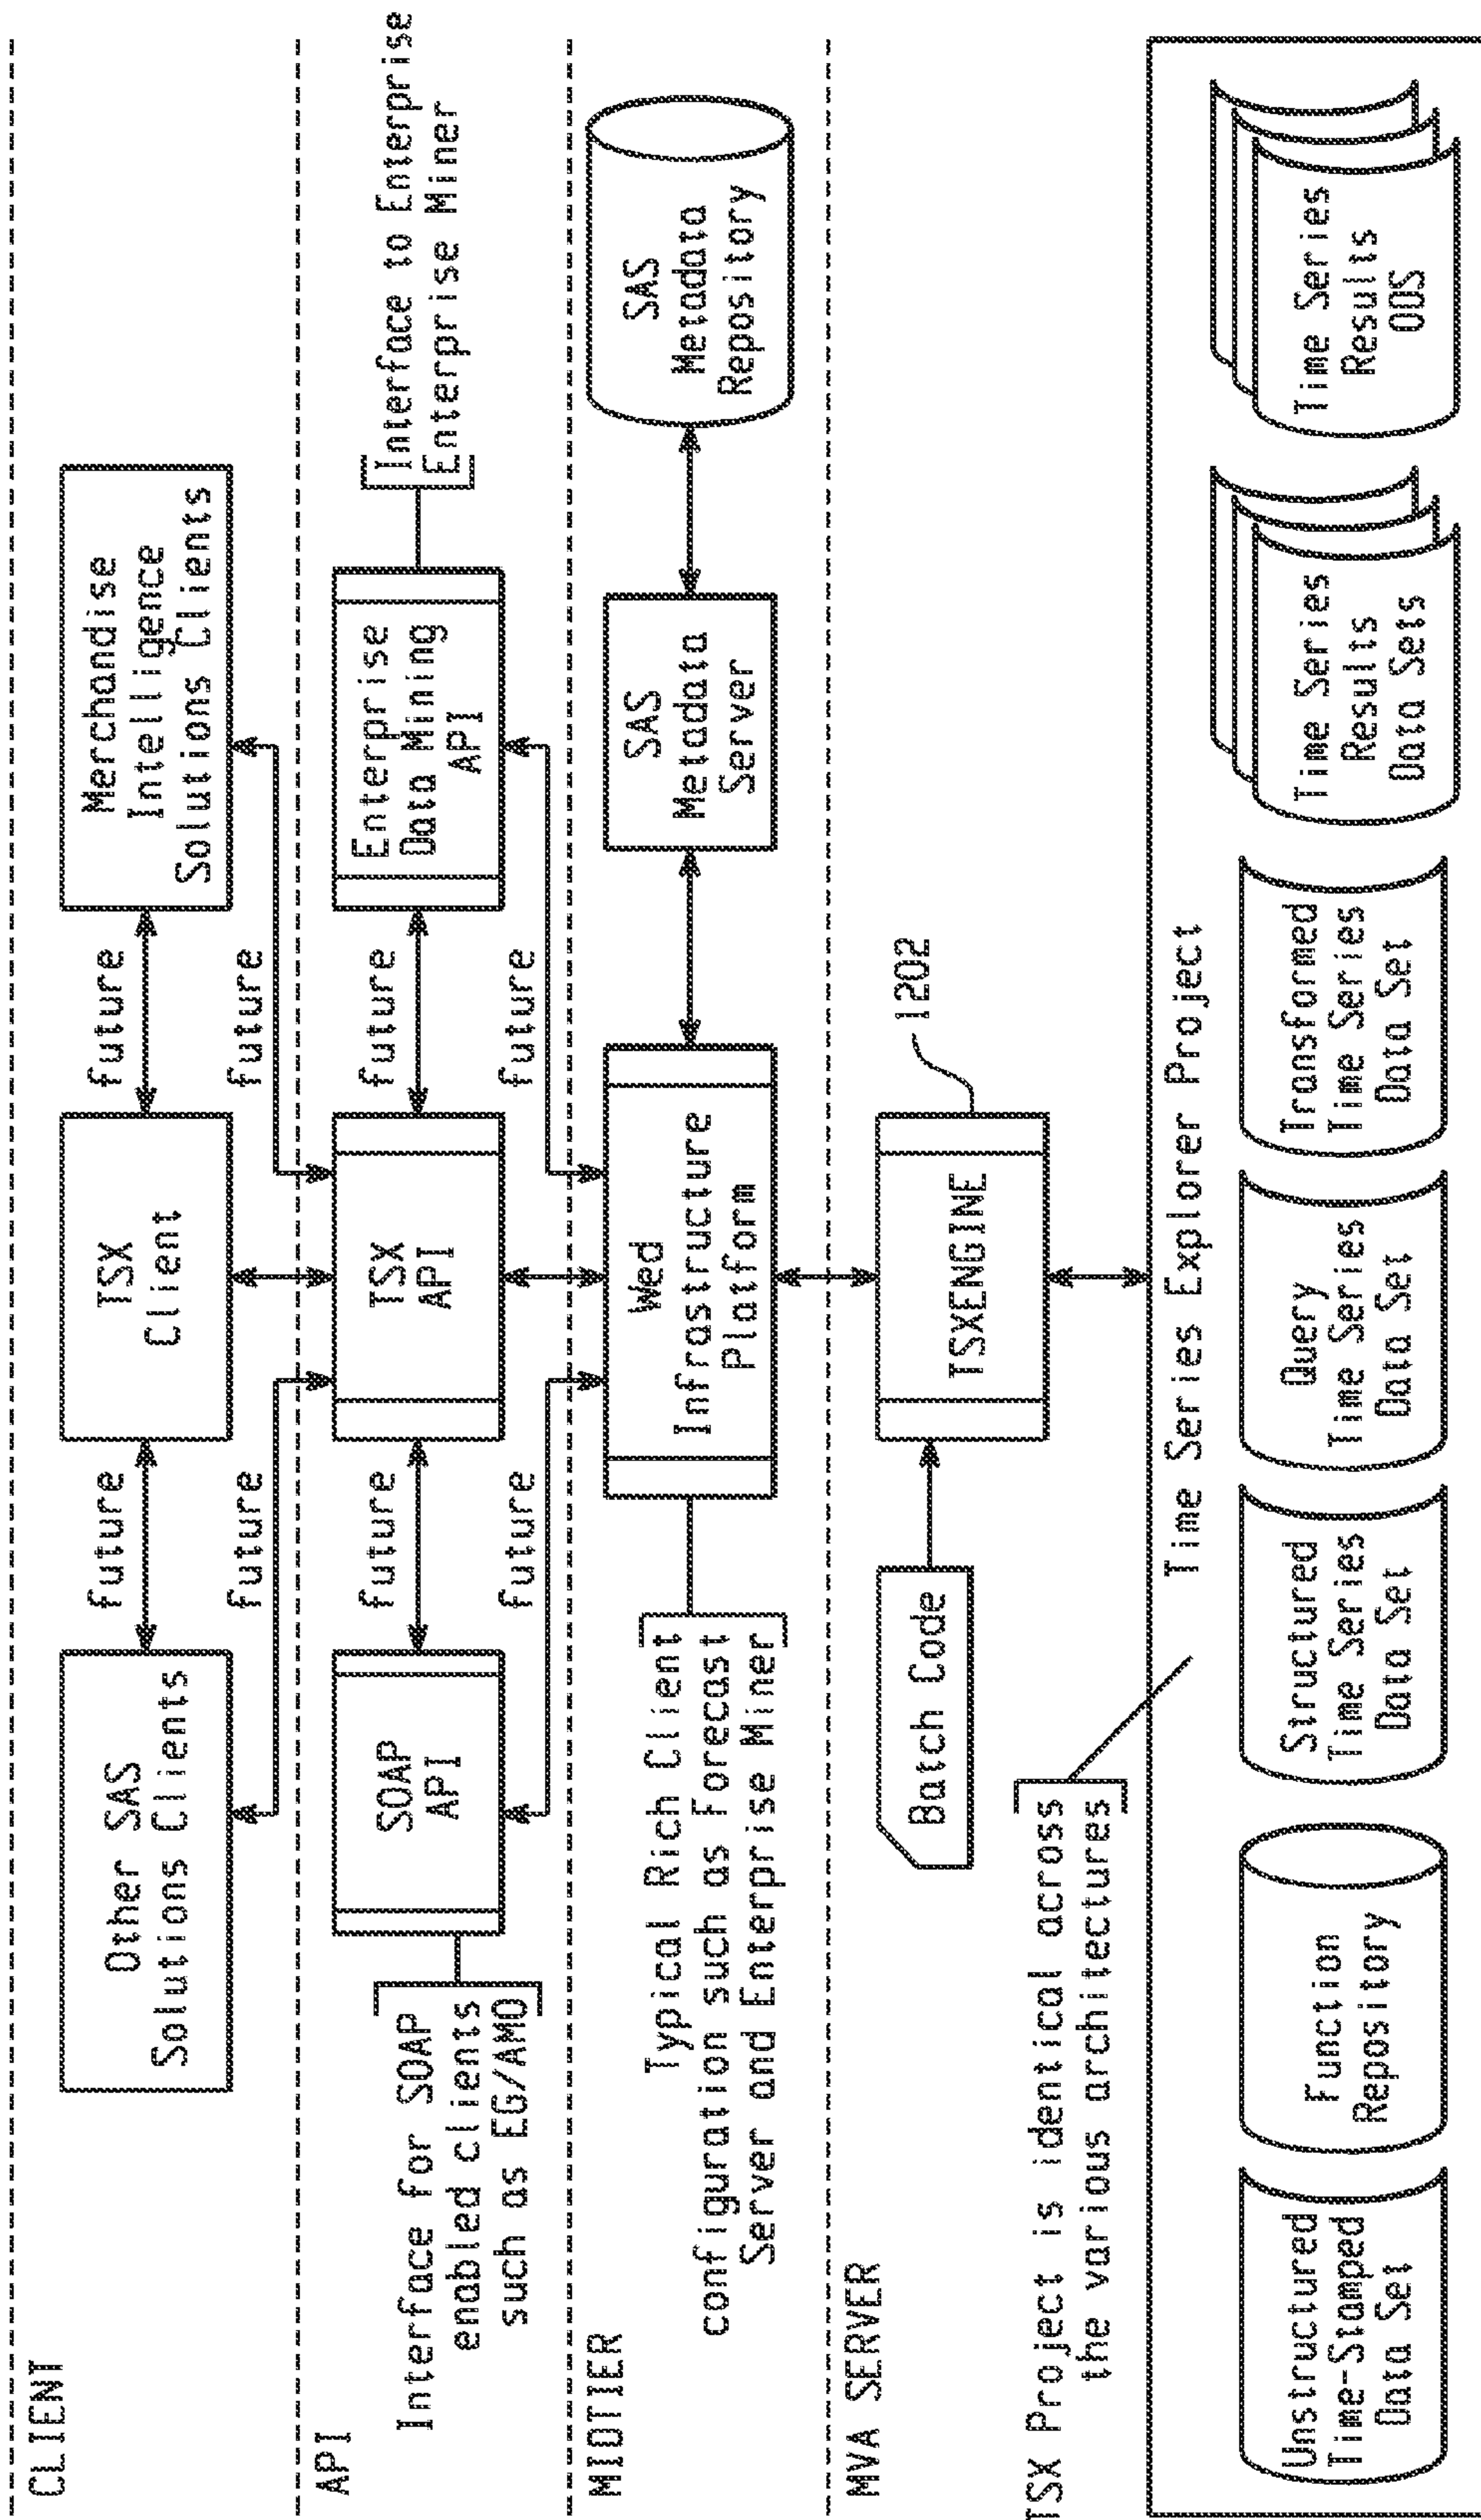 CLIENT
Other SAS
Solutions Clients
future
TSX
Client
future
Merchandise
Intelligence
Solutions Clients
future
future
API
Interface for SOAP
enabled clients
such as EG/AMO
SOAP
API
future
TSX
API
future
Enterprise
Data Mining
API
Interface to Enterprise
Enterprise Miner
future
future
MIDTIER
Typical Rich Client
configuration such as Forecast
Server and Enterprise Miner
Wed
Infrastructure
Platform
SAS
Metadata
Server
SAS
Metadata
Repository
MVA SERVER
Batch Code
TSXENGINE
1202
TSX Project is identical across
the various architectures
Time Series Explorer Project
Unstructured
Time-Stamped
Data Set
Function
Repository
Structured
Time Series
Data Set
Query
Time Series
Data Set
Transformed
Time Series
Data Set
Time Series
Results
Data Sets
Time Series
Results
ODS